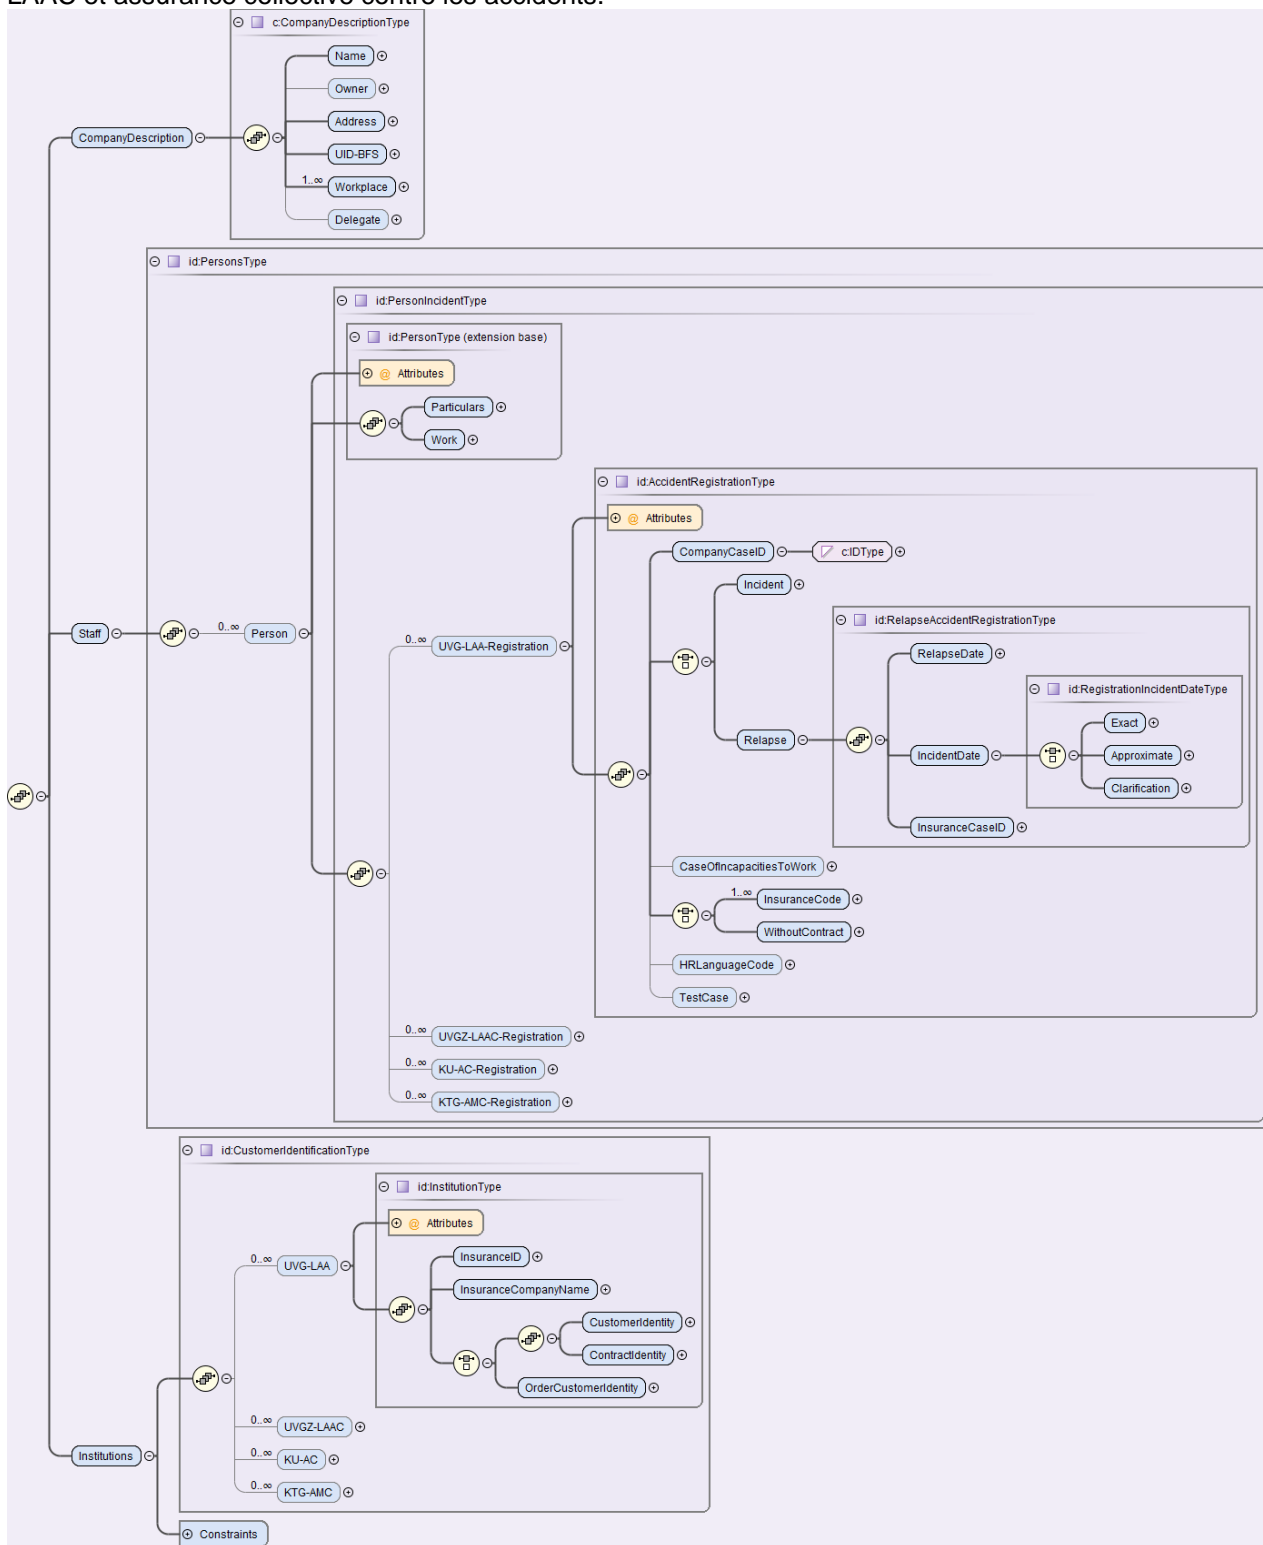 LAAC et assurance collective contre les accidents.
c:CompanyDescriptionType
Name
Owner
Address
UID-BFS
1..∞
Workplace
Delegate
CompanyDescription
id:PersonsType
id:PersonIncidentType
id:PersonType (extension base)
@ Attributes
Particulars
Work
id:AccidentRegistrationType
@ Attributes
CompanyCaseID
c:IDType
Incident
id:RelapseAccidentRegistrationType
RelapseDate
id:RegistrationIncidentDateType
Exact
IncidentDate
Approximate
Clarification
InsuranceCaseID
Relapse
Staff
0..∞
Person
0..∞
UVG-LAA-Registration
CaseOfIncapacitiesToWork
1..∞
InsuranceCode
WithoutContract
HRLanguageCode
TestCase
0..∞
UVGZ-LAAC-Registration
0..∞
KU-AC-Registration
0..∞
KTG-AMC-Registration
id:CustomerIdentificationType
id:InstitutionType
@ Attributes
0..∞
UVG-LAA
InsuranceID
InsuranceCompanyName
CustomerIdentity
ContractIdentity
OrderCustomerIdentity
0..∞
UVGZ-LAAC
Institutions
0..∞
KU-AC
0..∞
KTG-AMC
Constraints